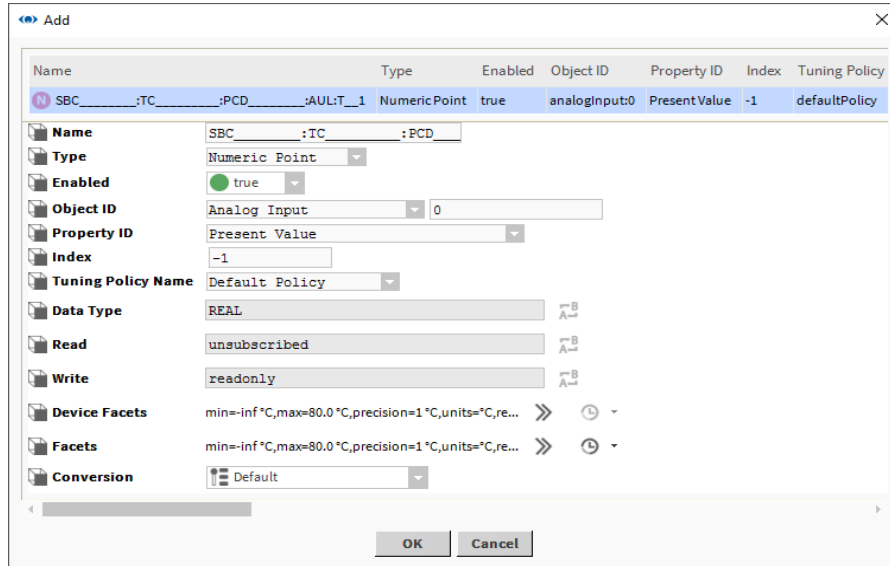 Add
Name Type Enabled Object ID Property ID Index Tuning Policy
N SBC________:TC_________:PCD________:AUL:T__1 Numeric Point true analogInput:0 Present Value -1 defaultPolicy
Name SBC________:TC_________:PCD___
Type Numeric Point
Enabled true
Object ID Analog Input 0
Property ID Present Value
Index -1
Tuning Policy Name Default Policy
Data Type REAL
Read unsubscribed
Write readonly
Device Facets min=-inf °C,max=80.0 °C,precision=1 °C,units=°C,re...
Facets min=-inf °C,max=80.0 °C,precision=1 °C,units=°C,re...
Conversion Default
OK Cancel